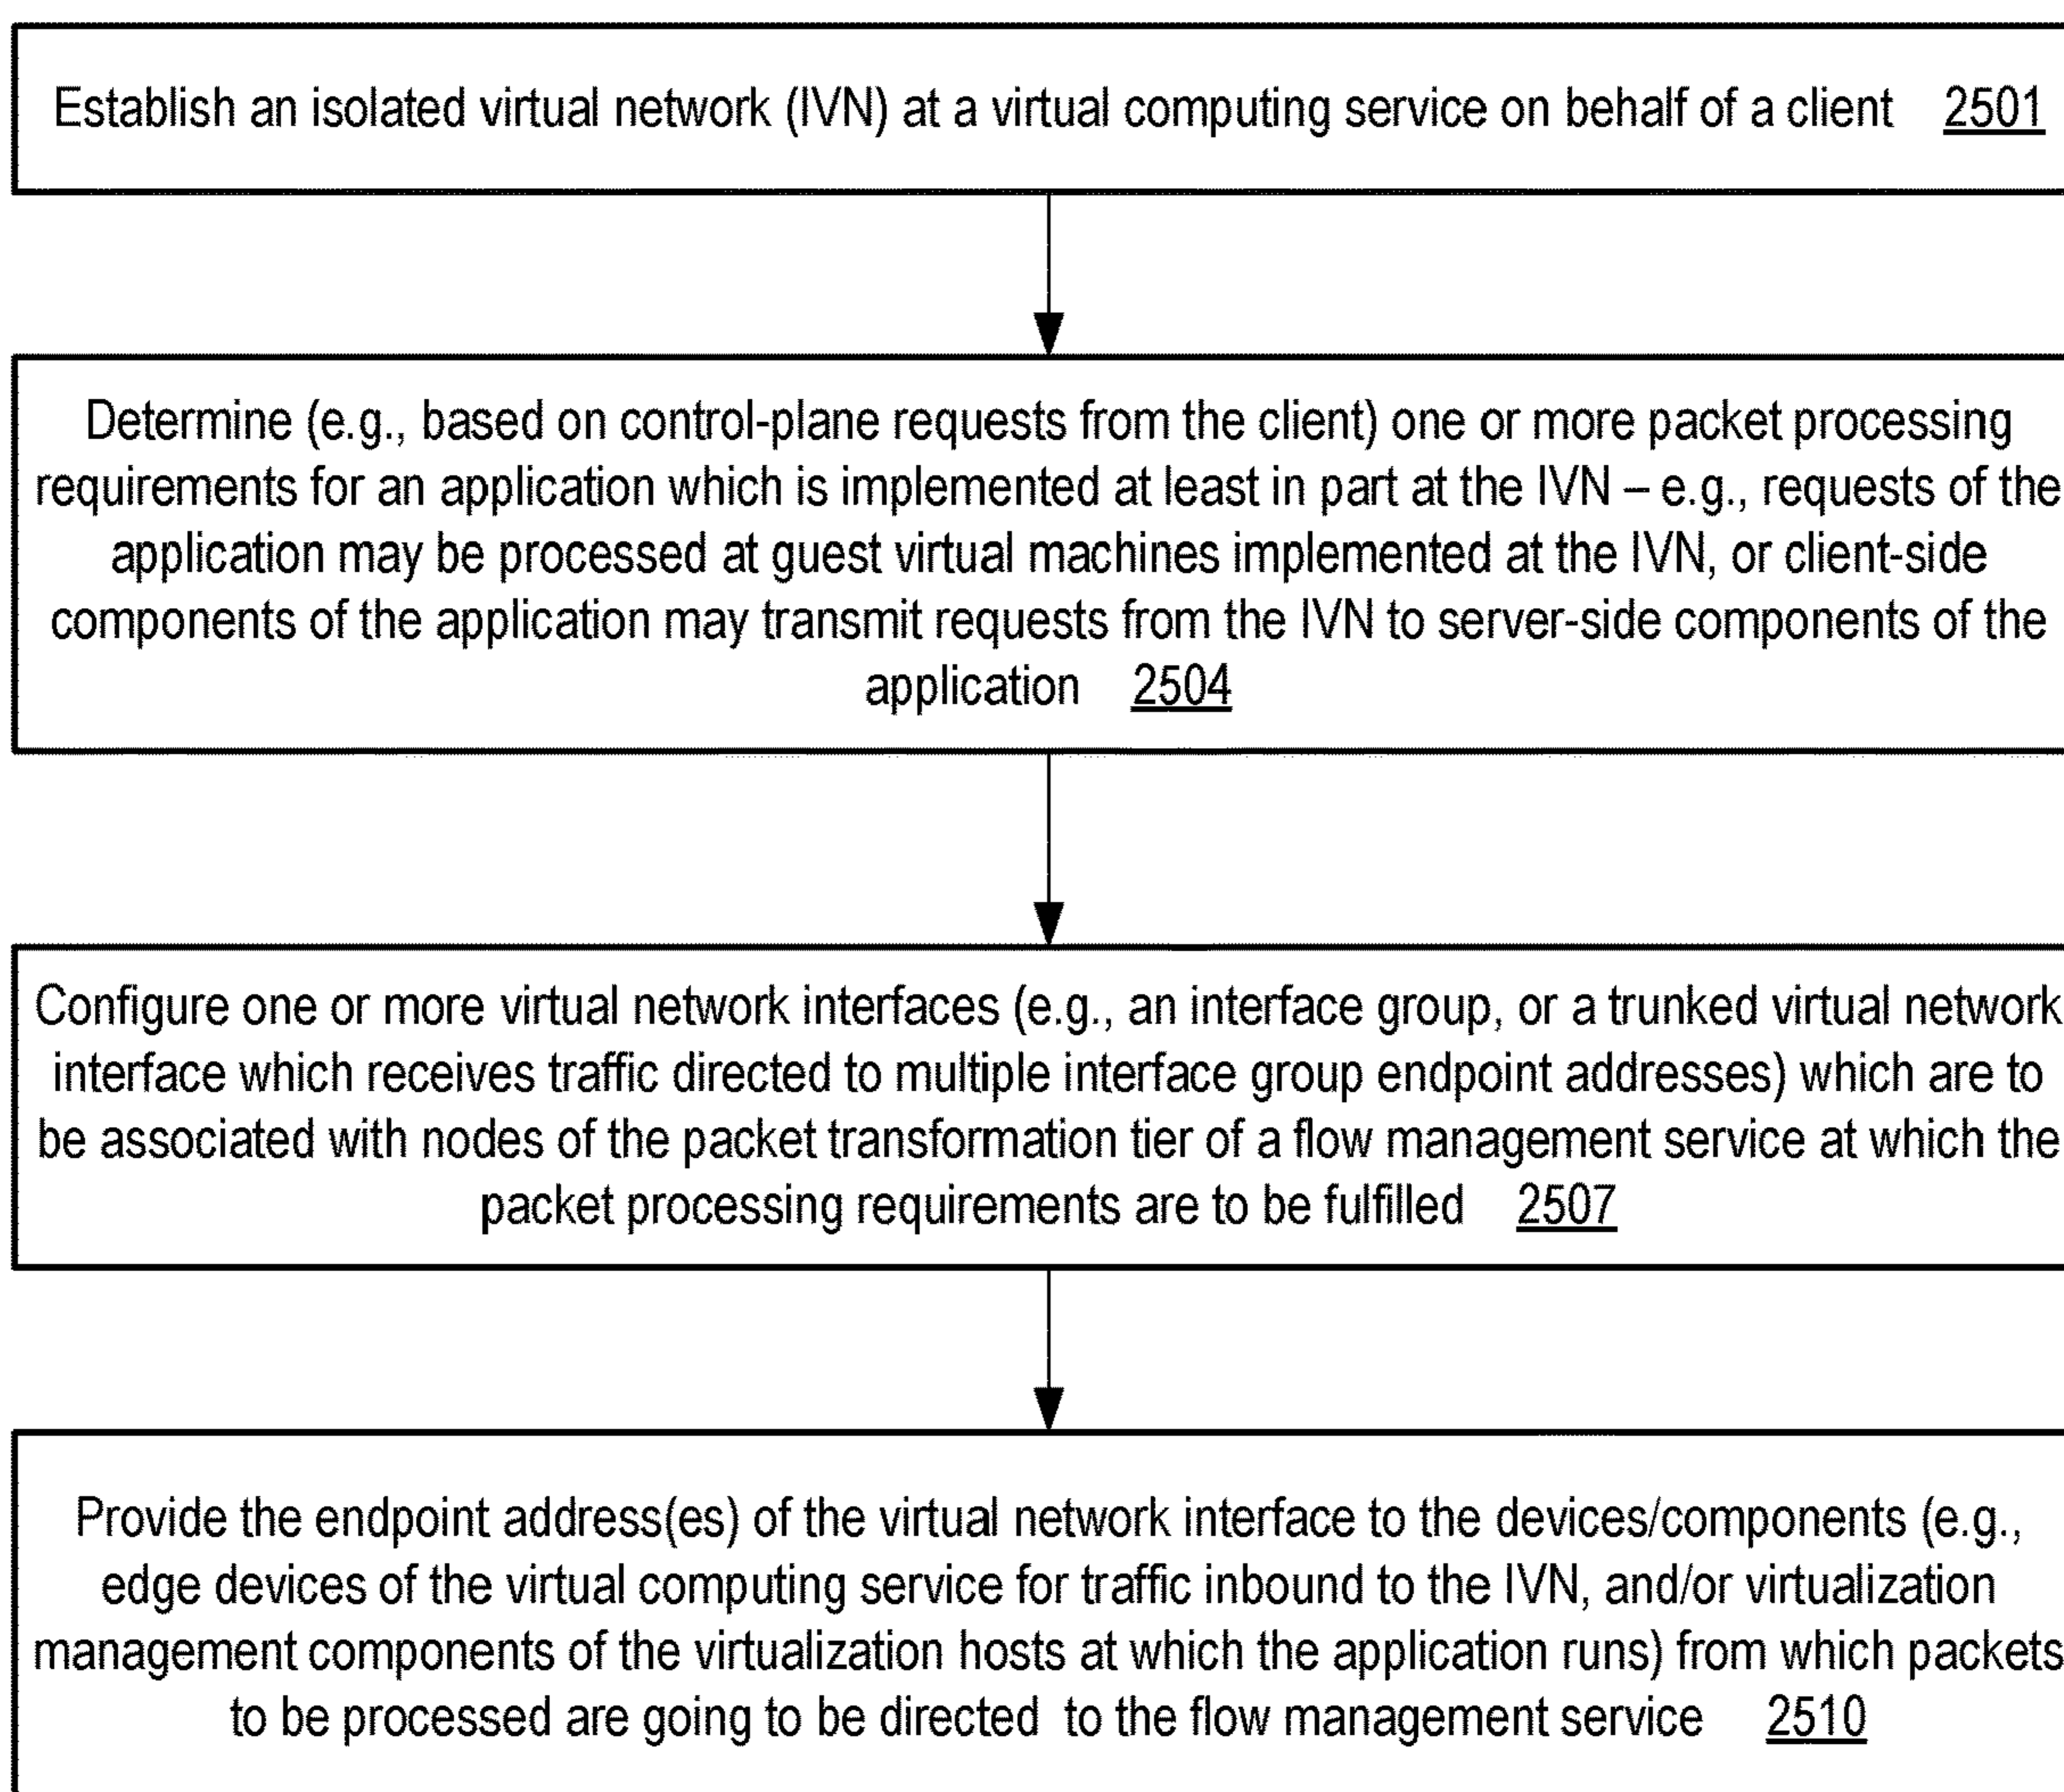 Establish an isolated virtual network (IVN) at a virtual computing service on behalf of a client 2501
Determine (e.g., based on control-plane requests from the client) one or more packet processing
requirements for an application which is implemented at least in part at the IVN – e.g., requests of the
application may be processed at guest virtual machines implemented at the IVN, or client-side
components of the application may transmit requests from the IVN to server-side components of the
application 2504
Configure one or more virtual network interfaces (e.g., an interface group, or a trunked virtual network
interface which receives traffic directed to multiple interface group endpoint addresses) which are to
be associated with nodes of the packet transformation tier of a flow management service at which the
packet processing requirements are to be fulfilled 2507
Provide the endpoint address(es) of the virtual network interface to the devices/components (e.g.,
edge devices of the virtual computing service for traffic inbound to the IVN, and/or virtualization
management components of the virtualization hosts at which the application runs) from which packets
to be processed are going to be directed to the flow management service 2510